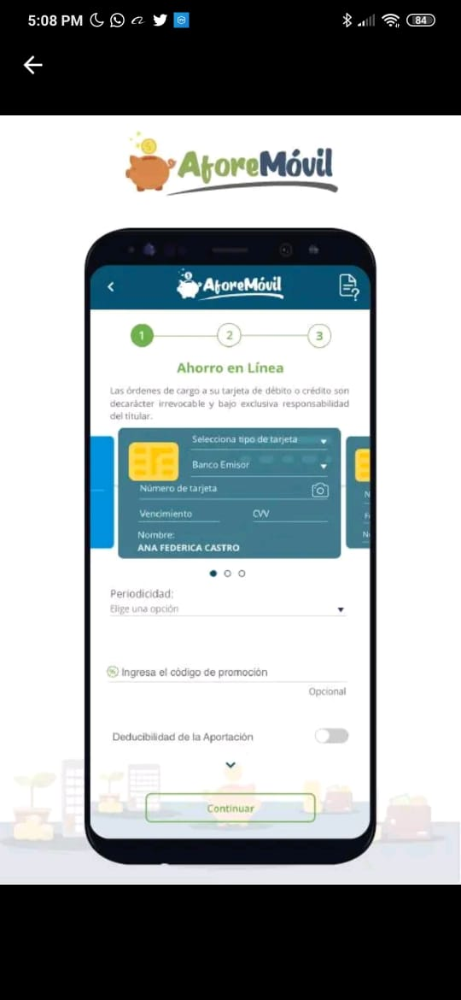 5:08 PM
84
AforeMóvil
AforeMóvil
1
2
3
Ahorro en Línea
Las órdenes de cargo a su tarjeta de débito o crédito son
decarácter irrevocable y bajo exclusiva responsabilidad
del titular.
Selecciona tipo de tarjeta
Banco Emisor
Número de tarjeta
Vencimiento CVV
Nombre:
ANA FEDERICA CASTRO
Periodicidad:
Elige una opción
Ingresa el código de promoción
Opcional
Deducibilidad de la Aportación
Continuar